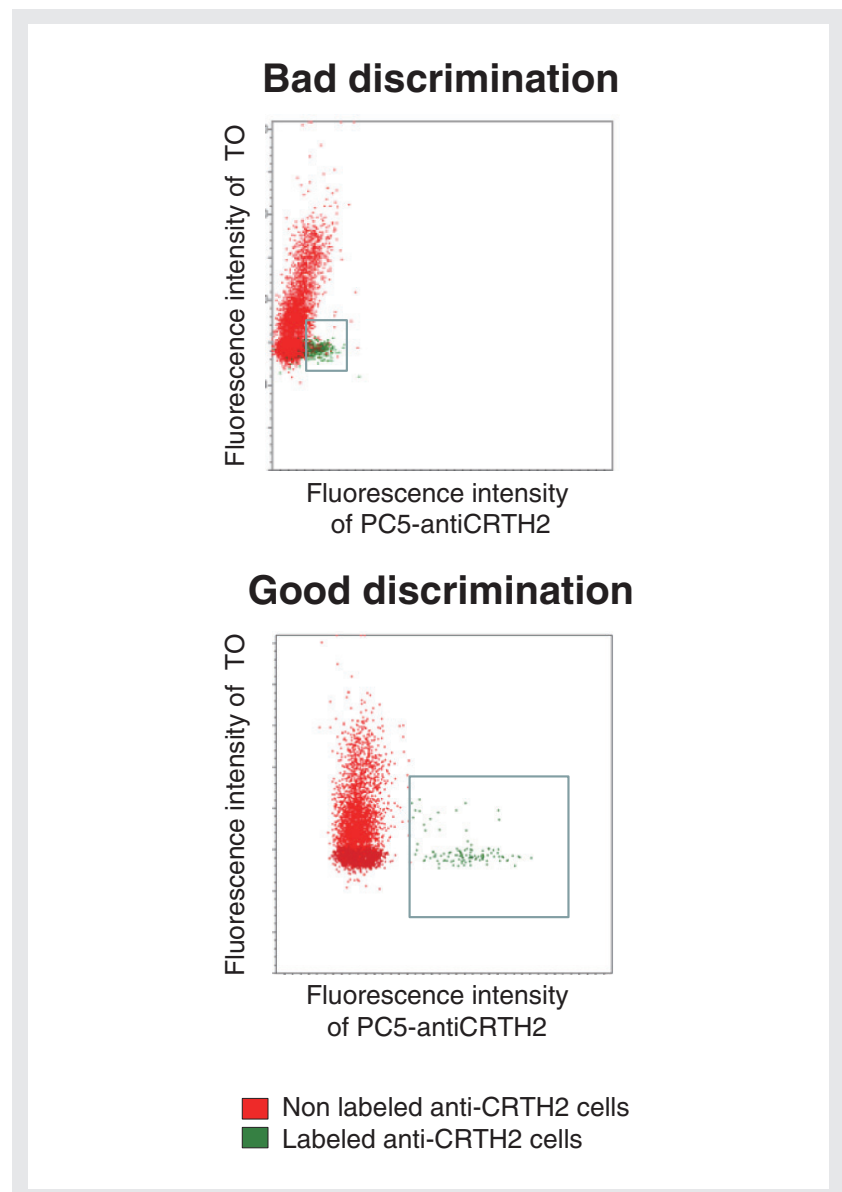 Bad discrimination
Fluorescence intensity of TO
Fluorescence intensity
of PC5-antiCRTH2
Good discrimination
Fluorescence intensity of TO
Fluorescence intensity
of PC5-antiCRTH2
Non labeled anti-CRTH2 cells
Labeled anti-CRTH2 cells